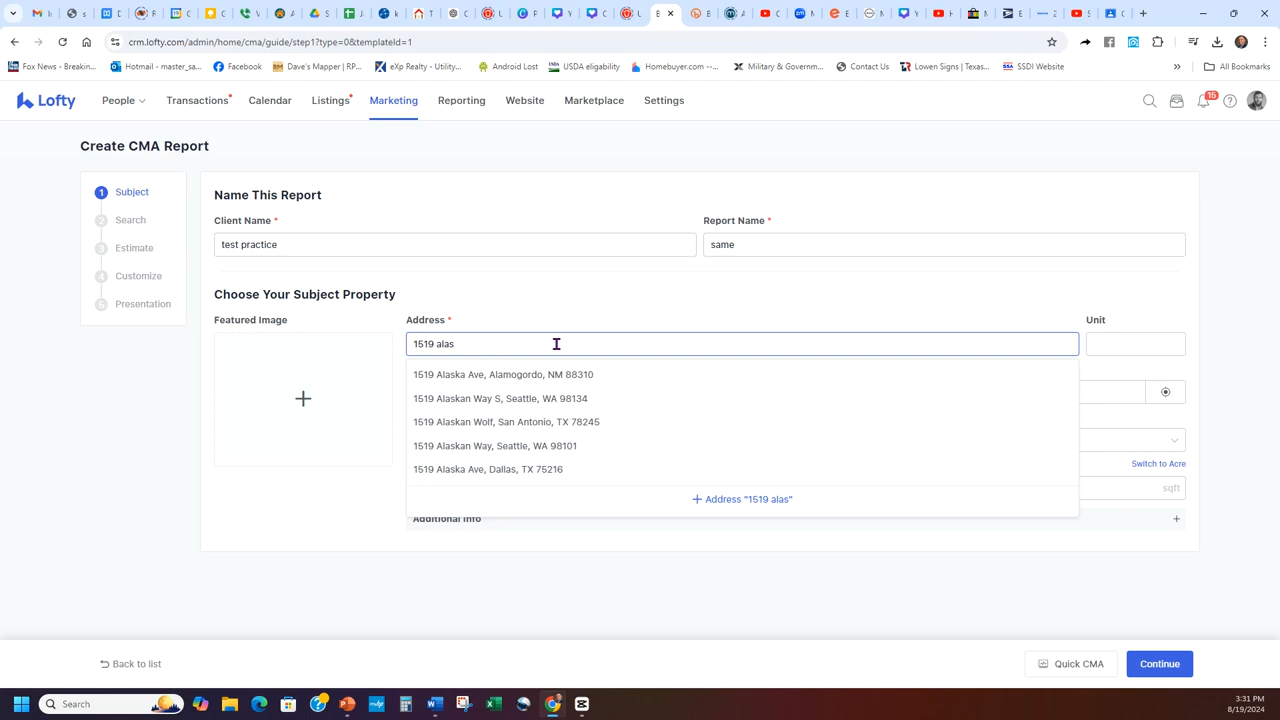 crm.lofty.com/admin/home/cma/guide/step1?type=0&templateId=1
Fox News - Breakin...
Hotmail - master_sa...
Facebook
Dave's Mapper | RP...
eXp Realty - Utility...
Android Lost
USDA eligibility
Homebuyer.com --...
Military & Governm...
Contact Us
Lowen Signs | Texas...
SSDI Website
All Bookmarks
Lofty
People
Transactions
Calendar
Listings
Marketing
Reporting
Website
Marketplace
Settings
15
Create CMA Report
1 Subject
2 Search
3 Estimate
4 Customize
5 Presentation
Name This Report
Client Name *
Report Name *
test practice
same
Choose Your Subject Property
Featured Image
Address *
Unit
1519 alas
1519 Alaska Ave, Alamogordo, NM 88310
1519 Alaskan Way S, Seattle, WA 98134
1519 Alaskan Wolf, San Antonio, TX 78245
1519 Alaskan Way, Seattle, WA 98101
1519 Alaska Ave, Dallas, TX 75216
Switch to Acre
sqft
+ Address "1519 alas"
Additional Info
Back to list
Quick CMA
Continue
Search
3:31 PM
8/19/2024